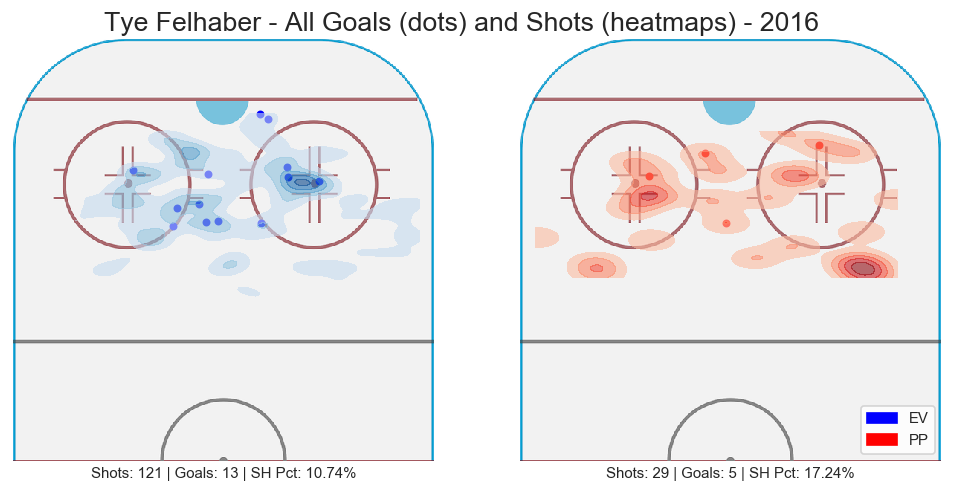 Tye Felhaber - All Goals (dots) and Shots (heatmaps) - 2016
EV
PP
Shots: 121 | Goals: 13 | SH Pct: 10.74%
Shots: 29 | Goals: 5 | SH Pct: 17.24%